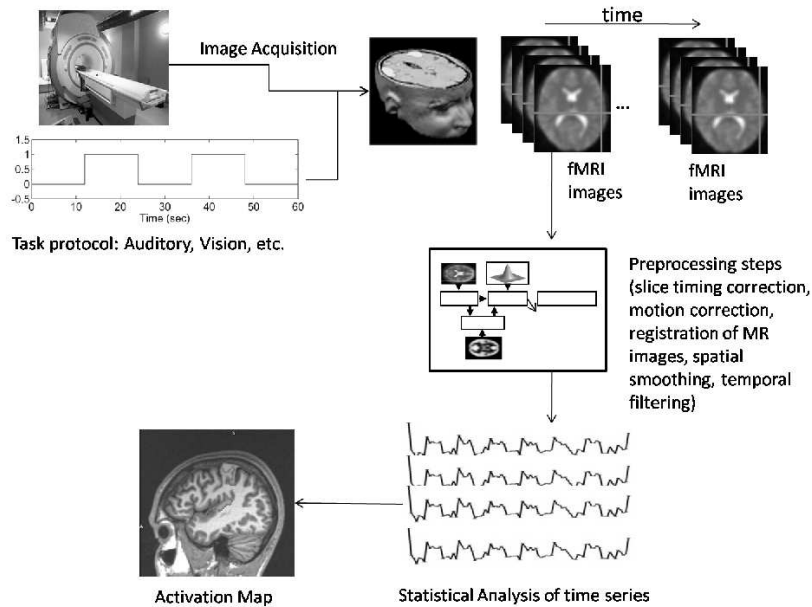 time
Image Acquisition
...
1.5
1
0.5
0
-0.5
0 10 20 30 40 50 60
Time (sec)
fMRI
images
fMRI
images
Task protocol: Auditory, Vision, etc.
Preprocessing steps
(slice timing correction,
motion correction,
registration of MR
images, spatial
smoothing, temporal
filtering)
Activation Map
Statistical Analysis of time series